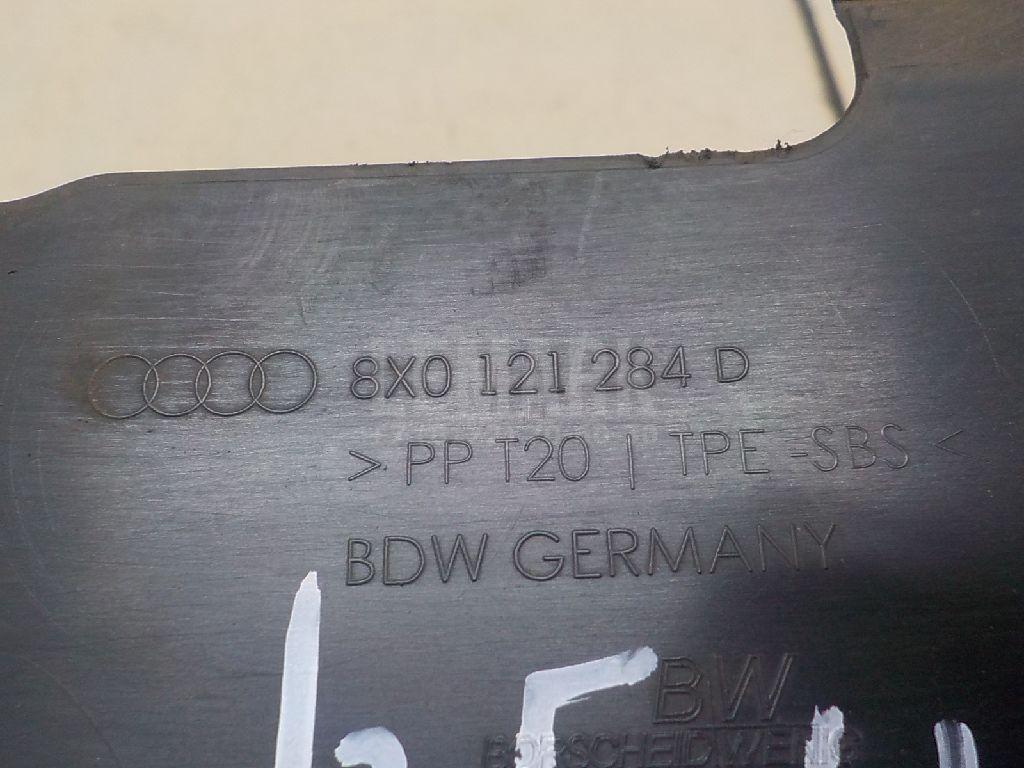 8X0 121 284 D
> PP T20 | TPE-SBS <
BDW GERMANY
BW